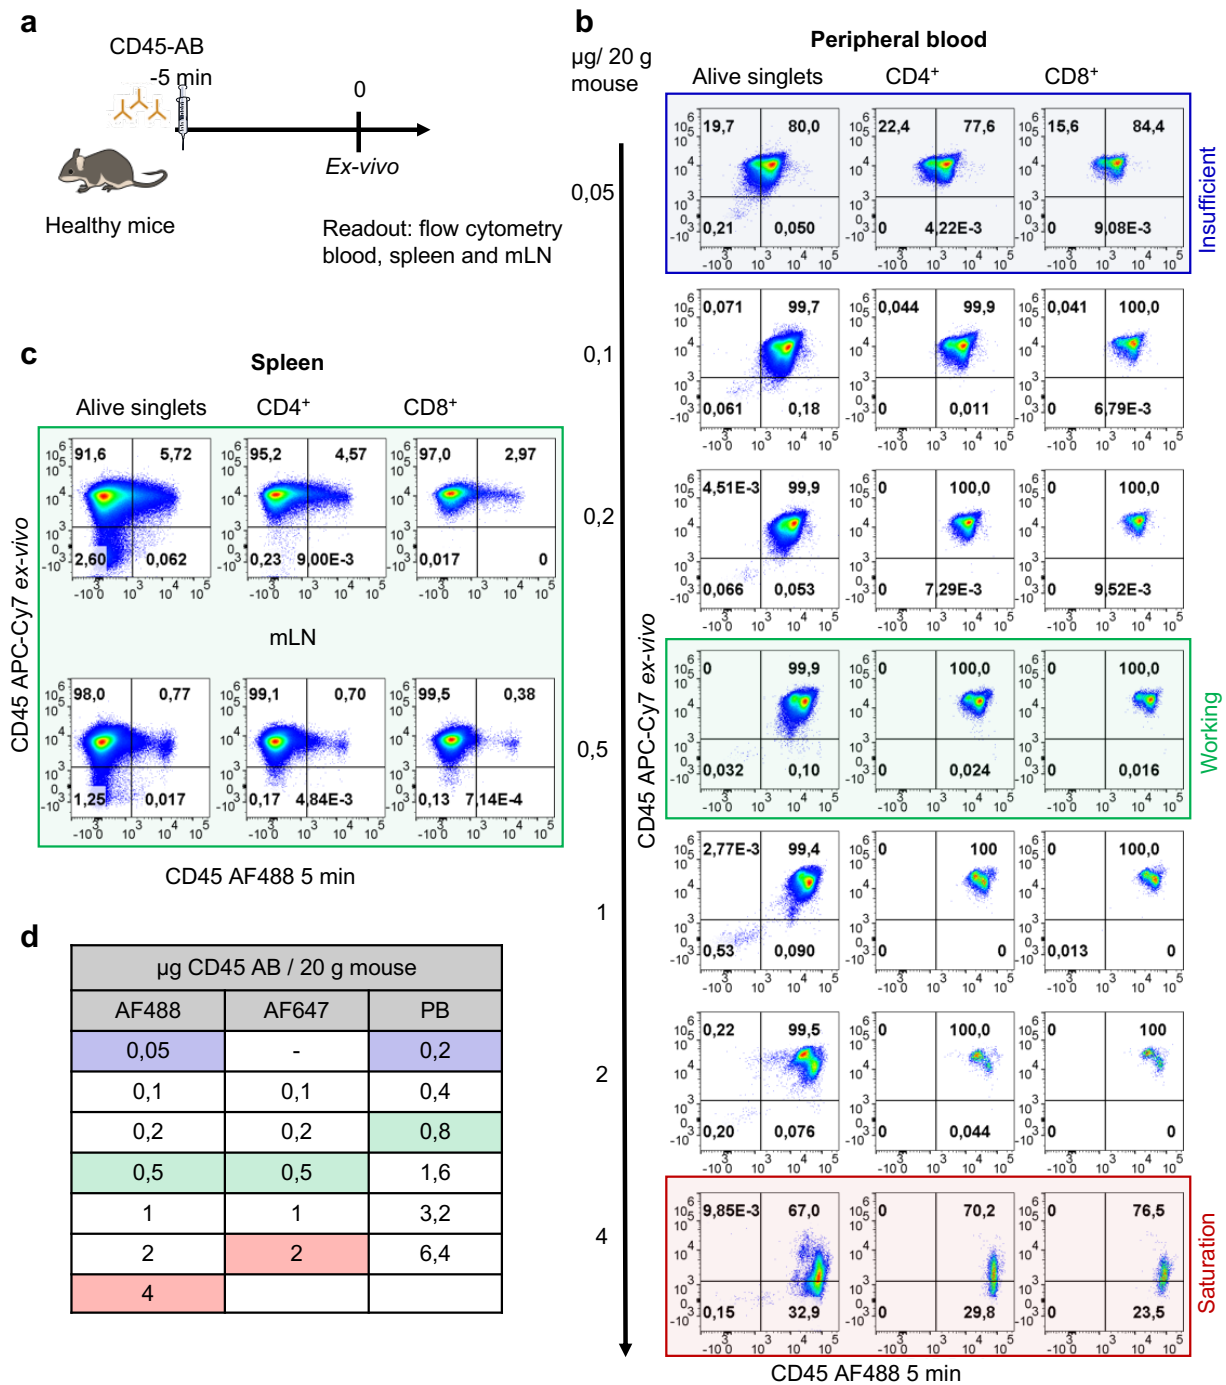 a
CD45-AB
-5 min
0
Ex-vivo
Healthy mice
Readout: flow cytometry
blood, spleen and mLN
b
µg/ 20 g
mouse
Peripheral blood
Alive singlets CD4+ CD8+
0,05
19,7 80,0 22,4 77,6 15,6 84,4
0,21 0,050 0 4,22E-3 0 9,08E-3
Insufficient
0,1
0,071 99,7 0,044 99,9 0,041 100,0
0,061 0,18 0 0,011 0 6,79E-3
0,2
4,51E-3 99,9 0 100,0 0 100,0
0,066 0,053 0 7,29E-3 0 9,52E-3
0,5
0 99,9 0 100,0 0 100,0
0,032 0,10 0 0,024 0 0,016
Working
1
2,77E-3 99,4 0 100 0 100,0
0,53 0,090 0 0 0,013 0
2
0,22 99,5 0 100,0 0 100
0,20 0,076 0 0,044 0 0
4
9,85E-3 67,0 0 70,2 0 76,5
0,15 32,9 0 29,8 0 23,5
Saturation
CD45 APC-Cy7 ex-vivo
CD45 AF488 5 min
c
Spleen
Alive singlets CD4+ CD8+
91,6 5,72 95,2 4,57 97,0 2,97
2,60 0,062 0,23 9,00E-3 0,017 0
mLN
98,0 0,77 99,1 0,70 99,5 0,38
1,25 0,017 0,17 4,84E-3 0,13 7,14E-4
CD45 APC-Cy7 ex-vivo
CD45 AF488 5 min
d
µg CD45 AB / 20 g mouse
AF488 AF647 PB
0,05 - 0,2
0,1 0,1 0,4
0,2 0,2 0,8
0,5 0,5 1,6
1 1 3,2
2 2 6,4
4